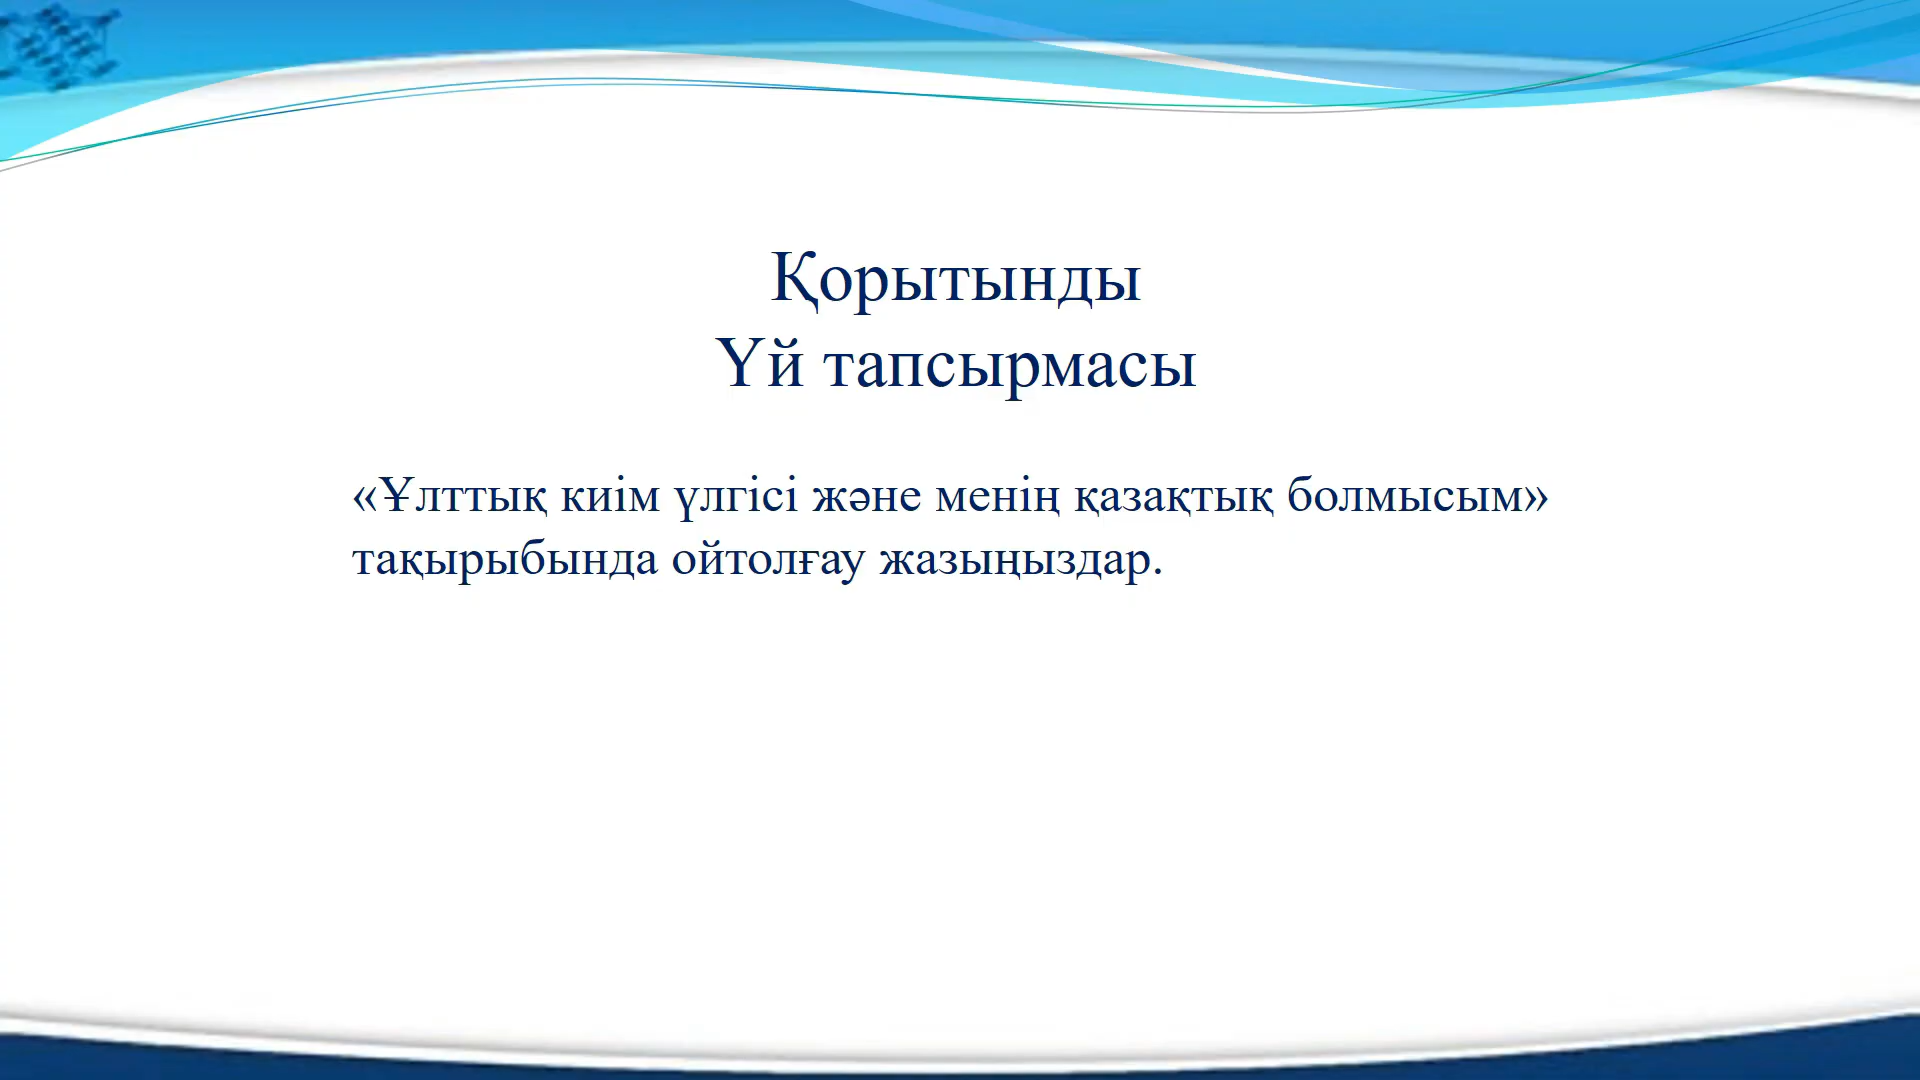 Қорытынды
Үй тапсырмасы
«Ұлттық киім үлгісі және менің қазақтық болмысым»
тақырыбында ойтолғау жазыңыздар.